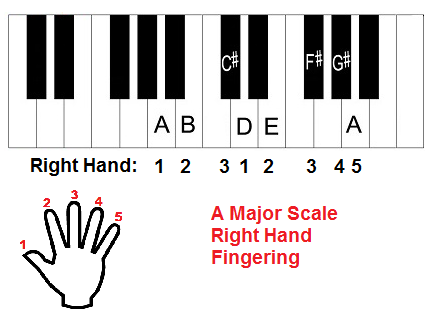 C# F# G#
A B D E A
Right Hand: 1 2 3 1 2 3 4 5
1 2 3 4 5
A Major Scale
Right Hand
Fingering